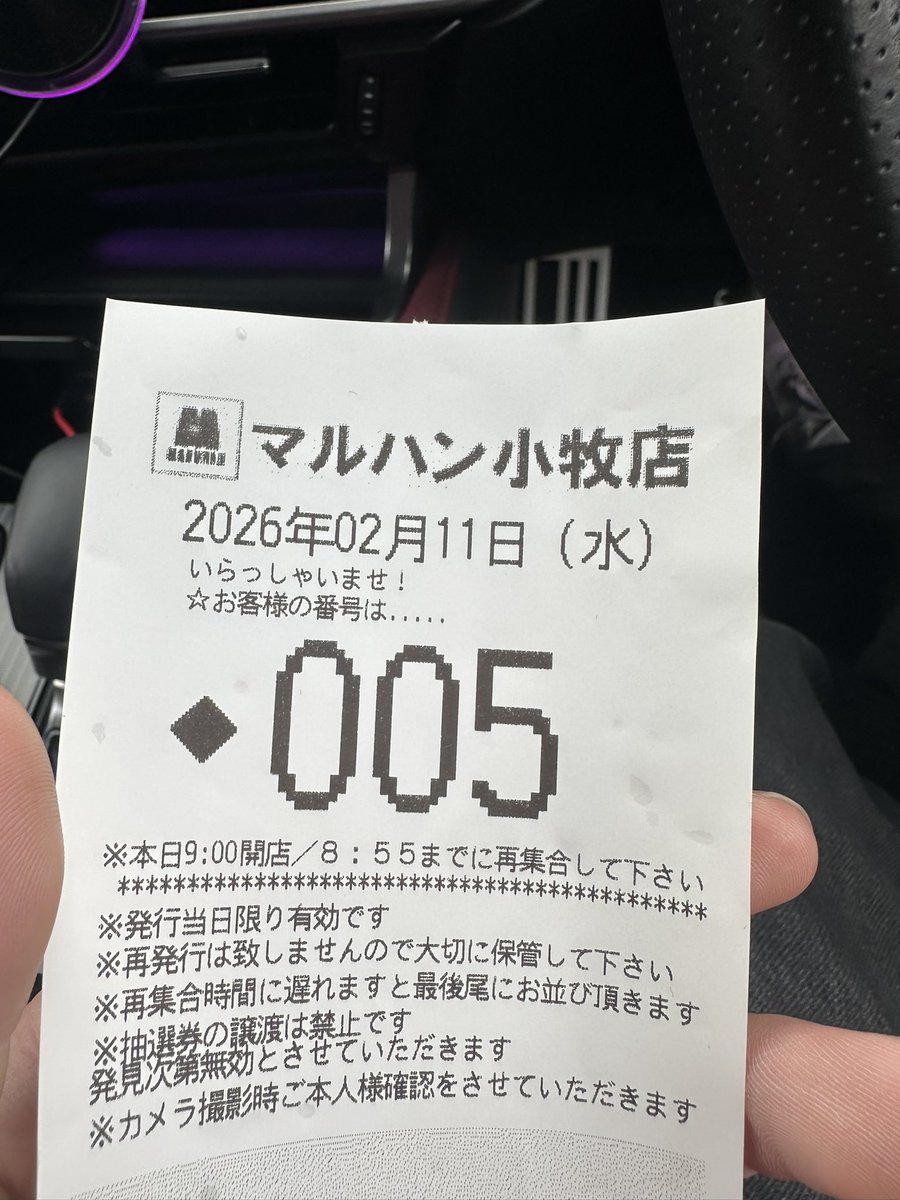 マルハン小牧店
2026年02月11日（水）
いらっしゃいませ！
☆お客様の番号は.....
◆005
※本日9:00開店／８：５５までに再集合して下さい
******************************************
※発行当日限り有効です
※再発行は致しませんので大切に保管して下さい
※再集合時間に遅れますと最後尾にお並び頂きます
※抽選券の譲渡は禁止です
発見次第無効とさせていただきます
※カメラ撮影時ご本人様確認をさせていただきます